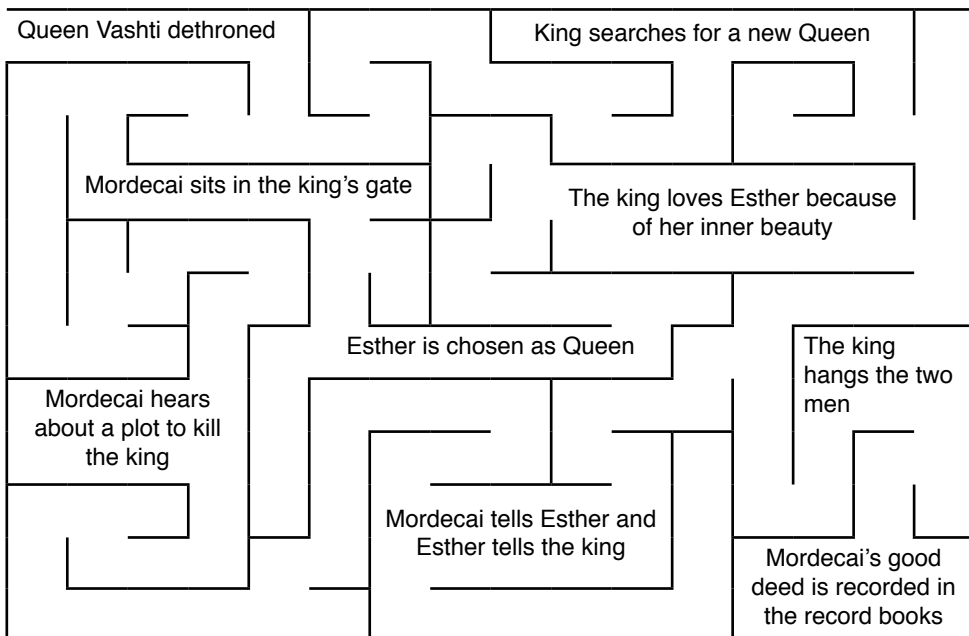 Queen Vashti dethroned
King searches for a new Queen
Mordecai sits in the king's gate
The king loves Esther because
of her inner beauty
Esther is chosen as Queen
The king
hangs the two
men
Mordecai hears
about a plot to kill
the king
Mordecai tells Esther and
Esther tells the king
Mordecai's good
deed is recorded in
the record books